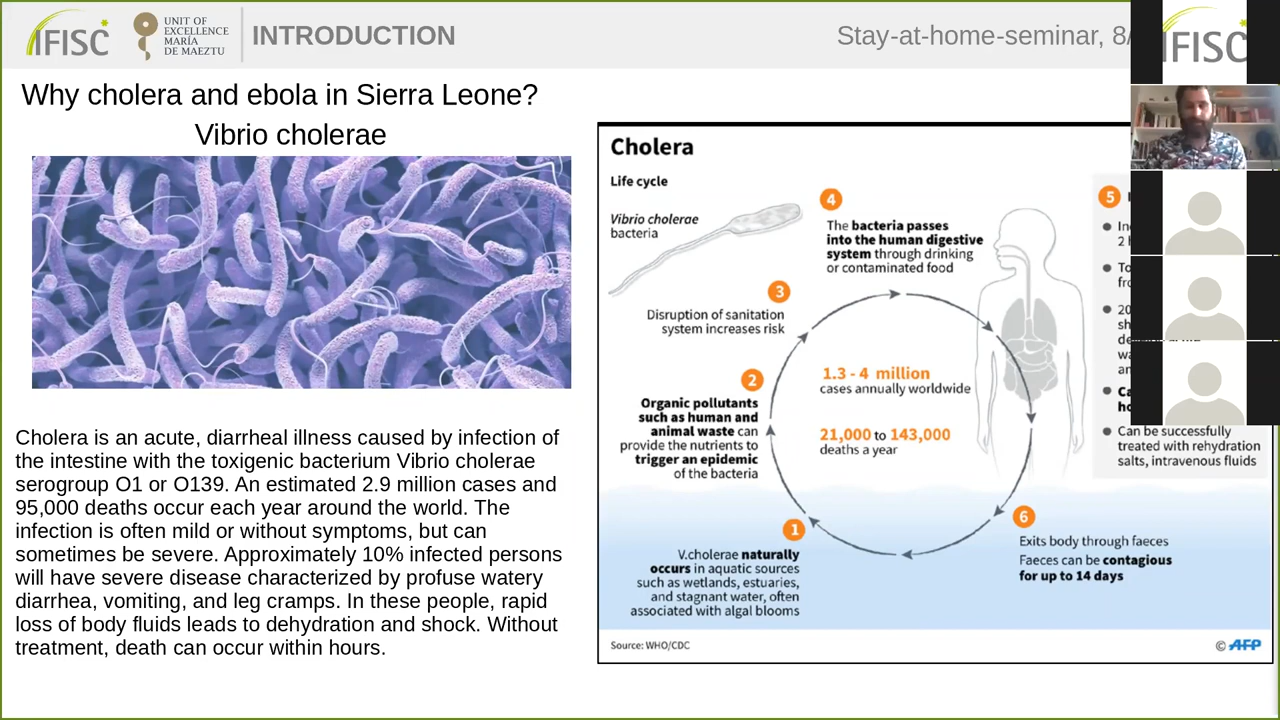 IFISC
UNIT OF
EXCELLENCE
MARÍA
DE MAEZTU
INTRODUCTION
Stay-at-home-seminar, 8/
IFISC
Why cholera and ebola in Sierra Leone?
Vibrio cholerae
Cholera is an acute, diarrheal illness caused by infection of
the intestine with the toxigenic bacterium Vibrio cholerae
serogroup O1 or O139. An estimated 2.9 million cases and
95,000 deaths occur each year around the world. The
infection is often mild or without symptoms, but can
sometimes be severe. Approximately 10% infected persons
will have severe disease characterized by profuse watery
diarrhea, vomiting, and leg cramps. In these people, rapid
loss of body fluids leads to dehydration and shock. Without
treatment, death can occur within hours.
Cholera
Life cycle
Vibrio cholerae
bacteria
4
The bacteria passes
into the human digestive
system through drinking
or contaminated food
3
Disruption of sanitation
system increases risk
2
Organic pollutants
such as human and
animal waste can
provide the nutrients to
trigger an epidemic
of the bacteria
1.3 - 4 million
cases annually worldwide
21,000 to 143,000
deaths a year
1
V.cholerae naturally
occurs in aquatic sources
such as wetlands, estuaries,
and stagnant water, often
associated with algal blooms
5
2
20
Can be successfully
treated with rehydration
salts, intravenous fluids
6
Exits body through faeces
Faeces can be contagious
for up to 14 days
Source: WHO/CDC
© AFP